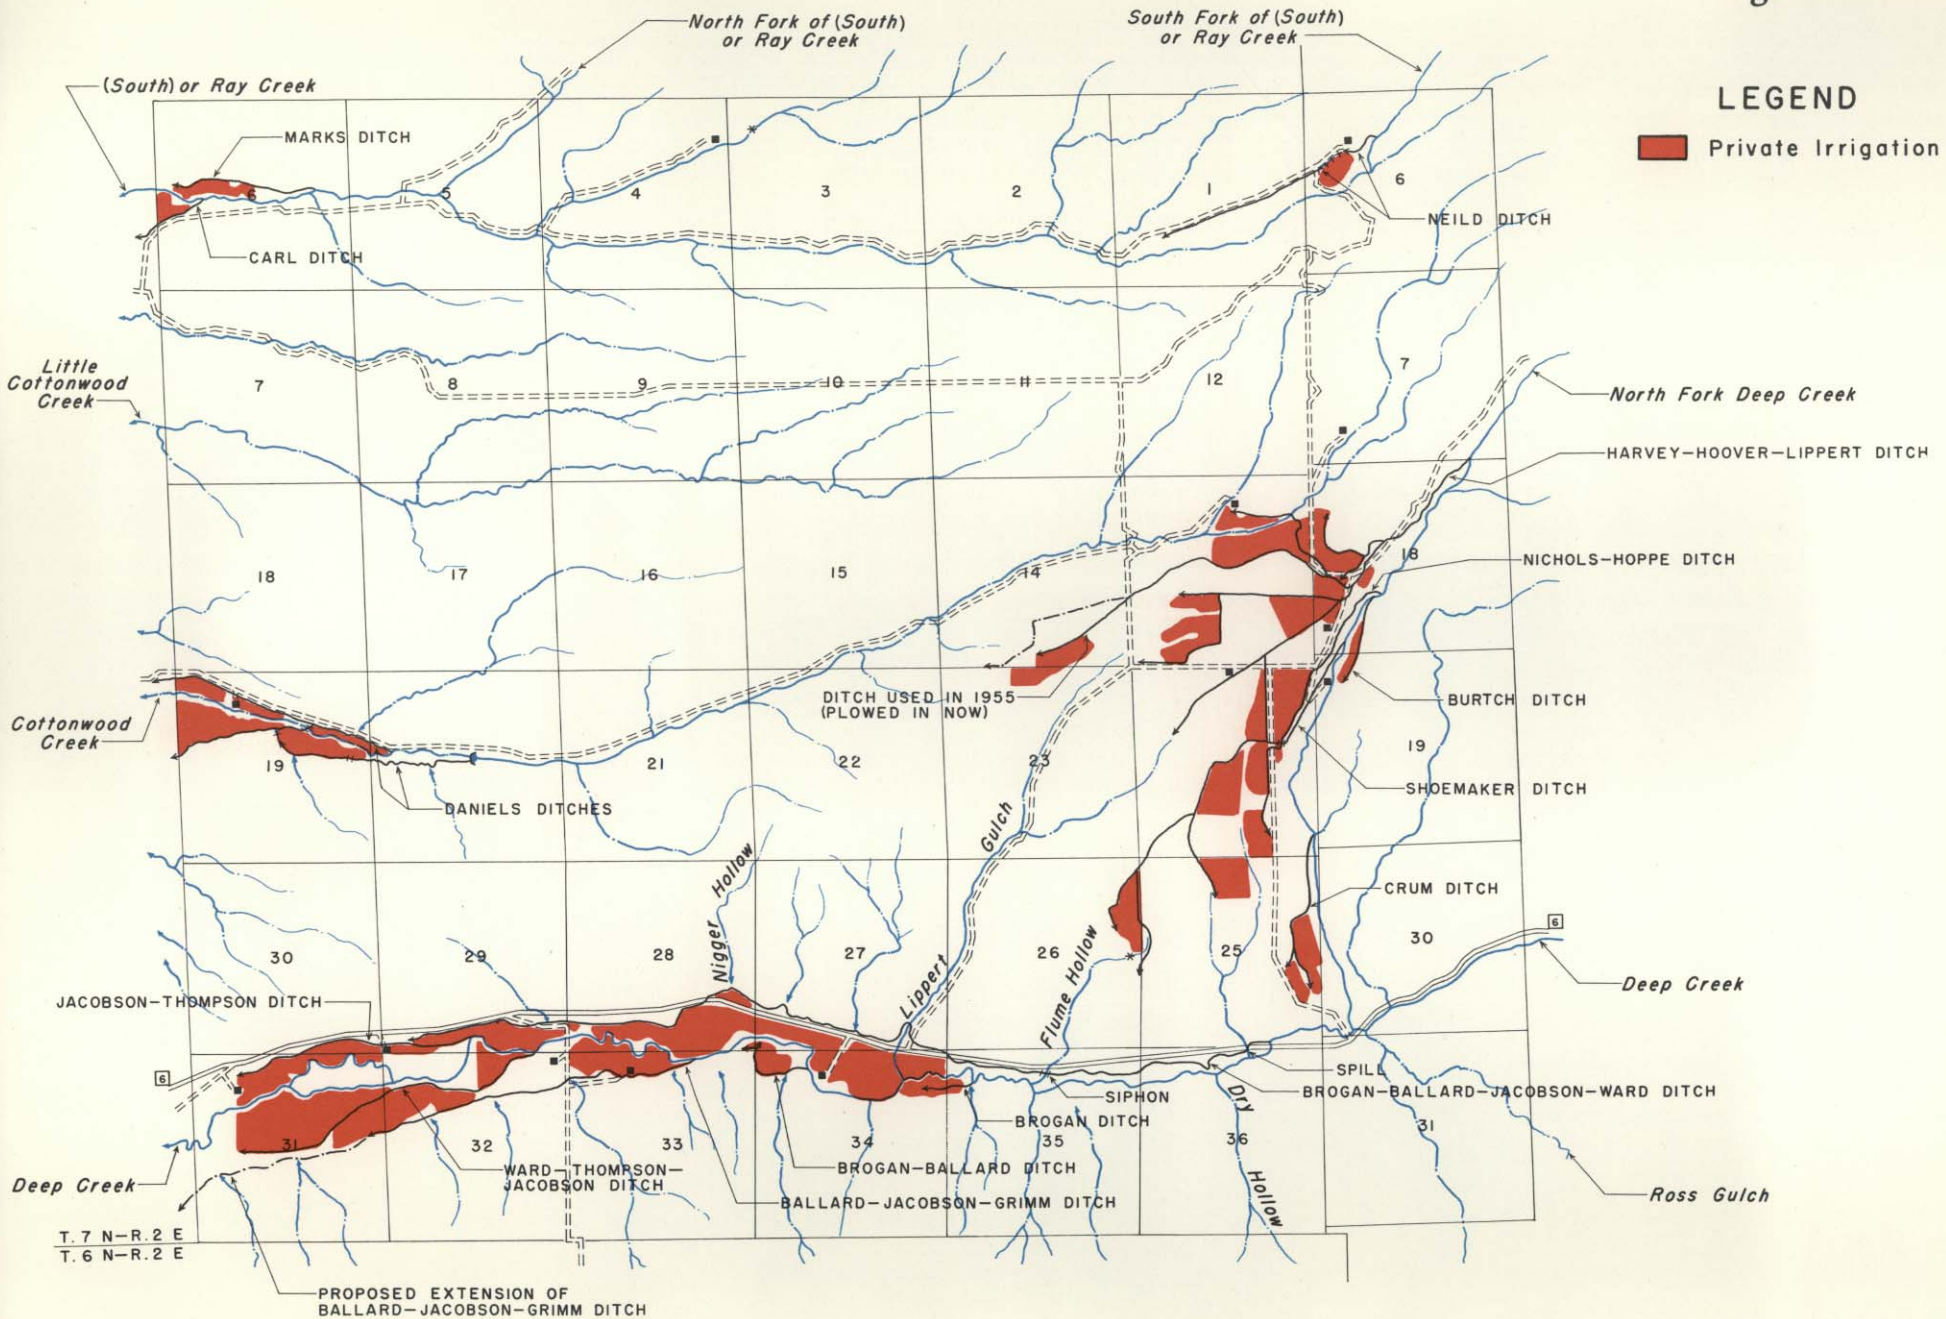 North Fork of (South)
or Ray Creek
South Fork of (South)
or Ray Creek
(South) or Ray Creek
LEGEND
Private Irrigation
MARKS DITCH
6
5
4
3
2
1
6
NEILD DITCH
CARL DITCH
Little
Cottonwood
Creek
7
8
9
10
11
12
7
North Fork Deep Creek
HARVEY-HOOVER-LIPPERT DITCH
18
17
16
15
14
18
NICHOLS-HOPPE DITCH
DITCH USED IN 1955
(PLOWED IN NOW)
BURTCH DITCH
Cottonwood
Creek
19
21
22
23
19
SHOEMAKER DITCH
DANIELS DITCHES
Gulch
Nigger Hollow
CRUM DITCH
30
29
28
27
26
25
30
6
Lippert
Flume Hollow
Deep Creek
JACOBSON-THOMPSON DITCH
6
SPILL
SIPHON
BROGAN-BALLARD-JACOBSON-WARD DITCH
Dry
Hollow
BROGAN DITCH
31
32
33
34
35
36
31
WARD-THOMPSON-
JACOBSON DITCH
BROGAN-BALLARD DITCH
BALLARD-JACOBSON-GRIMM DITCH
Deep Creek
Ross Gulch
T. 7 N-R. 2 E
T. 6 N-R. 2 E
PROPOSED EXTENSION OF
BALLARD-JACOBSON-GRIMM DITCH